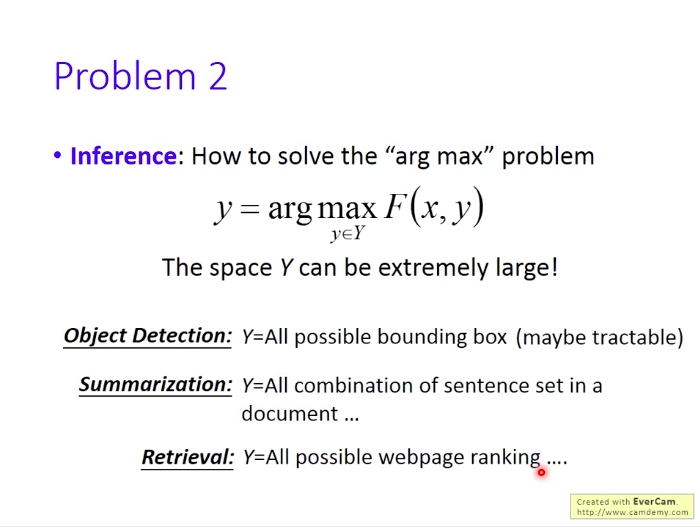 Problem 2
• Inference: How to solve the “arg max” problem
y = arg max F(x, y)
y∈Y
The space Y can be extremely large!
Object Detection: Y=All possible bounding box (maybe tractable)
Summarization: Y=All combination of sentence set in a
document …
Retrieval: Y=All possible webpage ranking ….
Created with EverCam.
http://www.camdemy.com